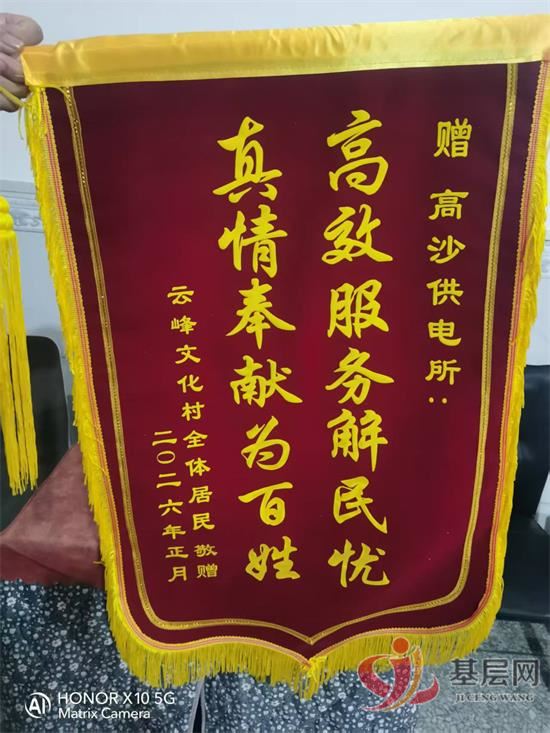 赠 高沙供电所：
高效服务解民忧
真情奉献为百姓
云峰文化村全体居民 敬赠
二〇二六年正月
AI HONOR X10 5G
Matrix Camera
基层网
JICENGWANG